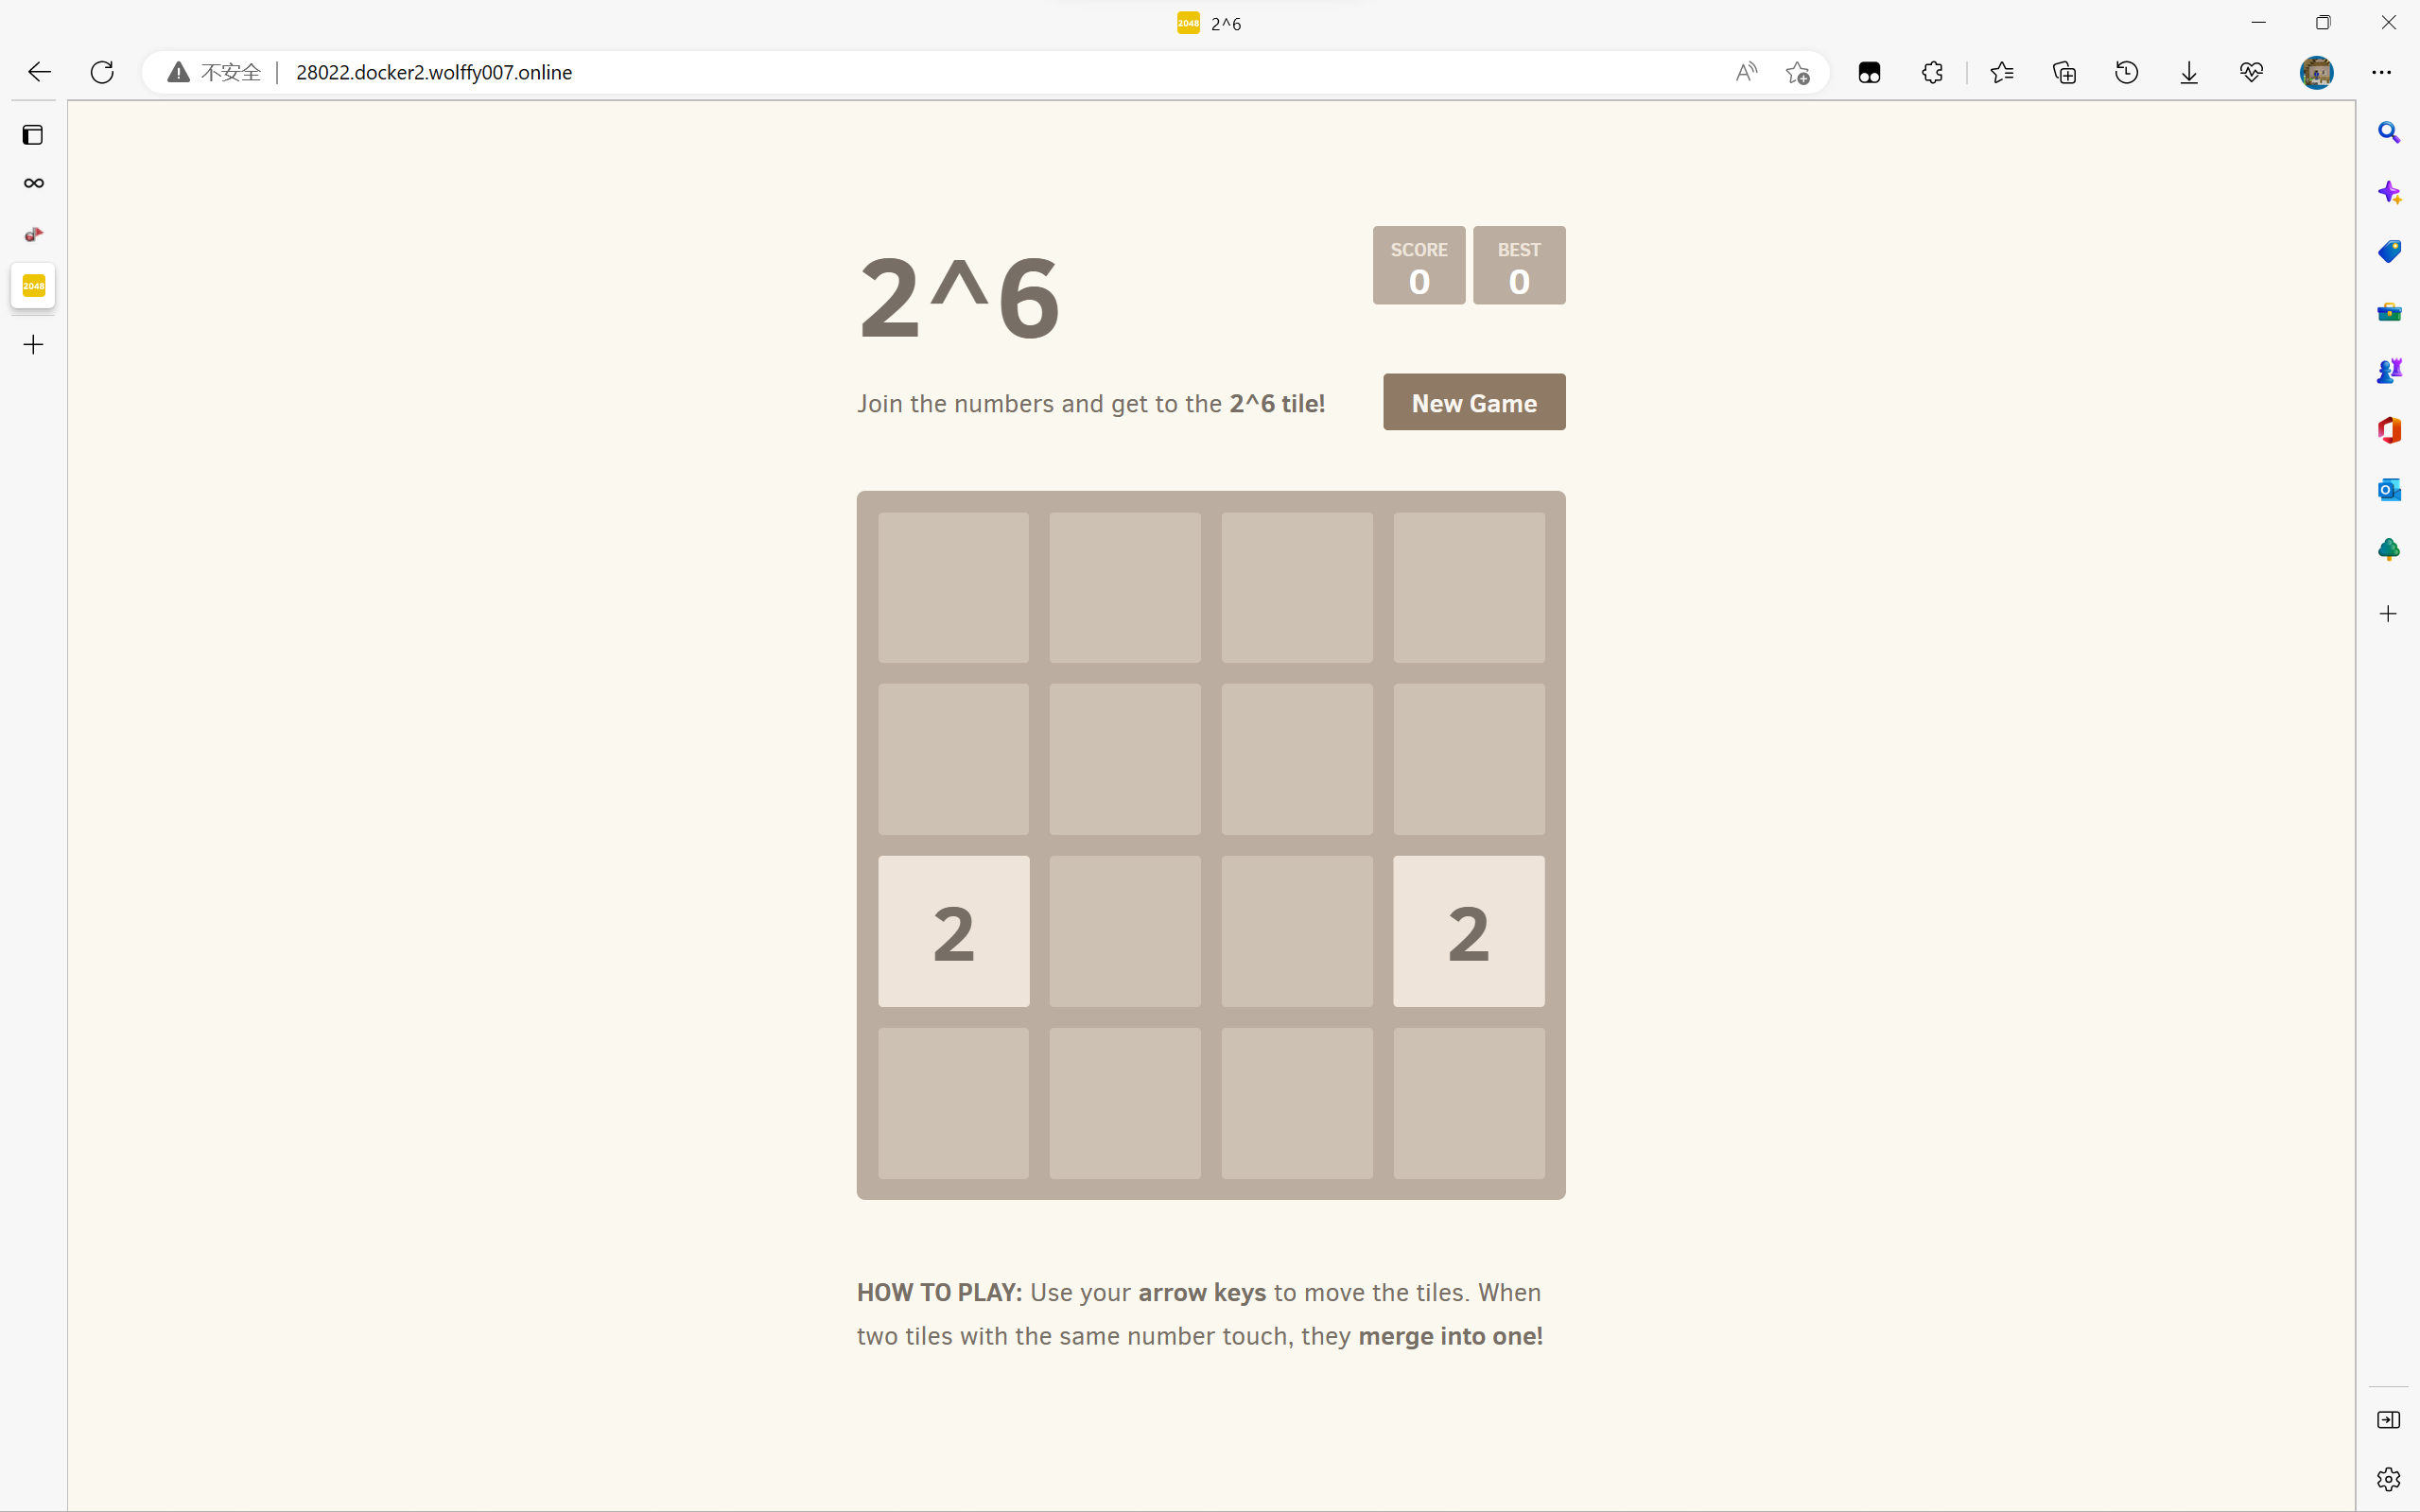 2048 2^6
不安全 28022.docker2.wolffy007.online
2048
SCORE BEST
0 0
2^6
Join the numbers and get to the 2^6 tile! New Game
2 2
HOW TO PLAY: Use your arrow keys to move the tiles. When
two tiles with the same number touch, they merge into one!